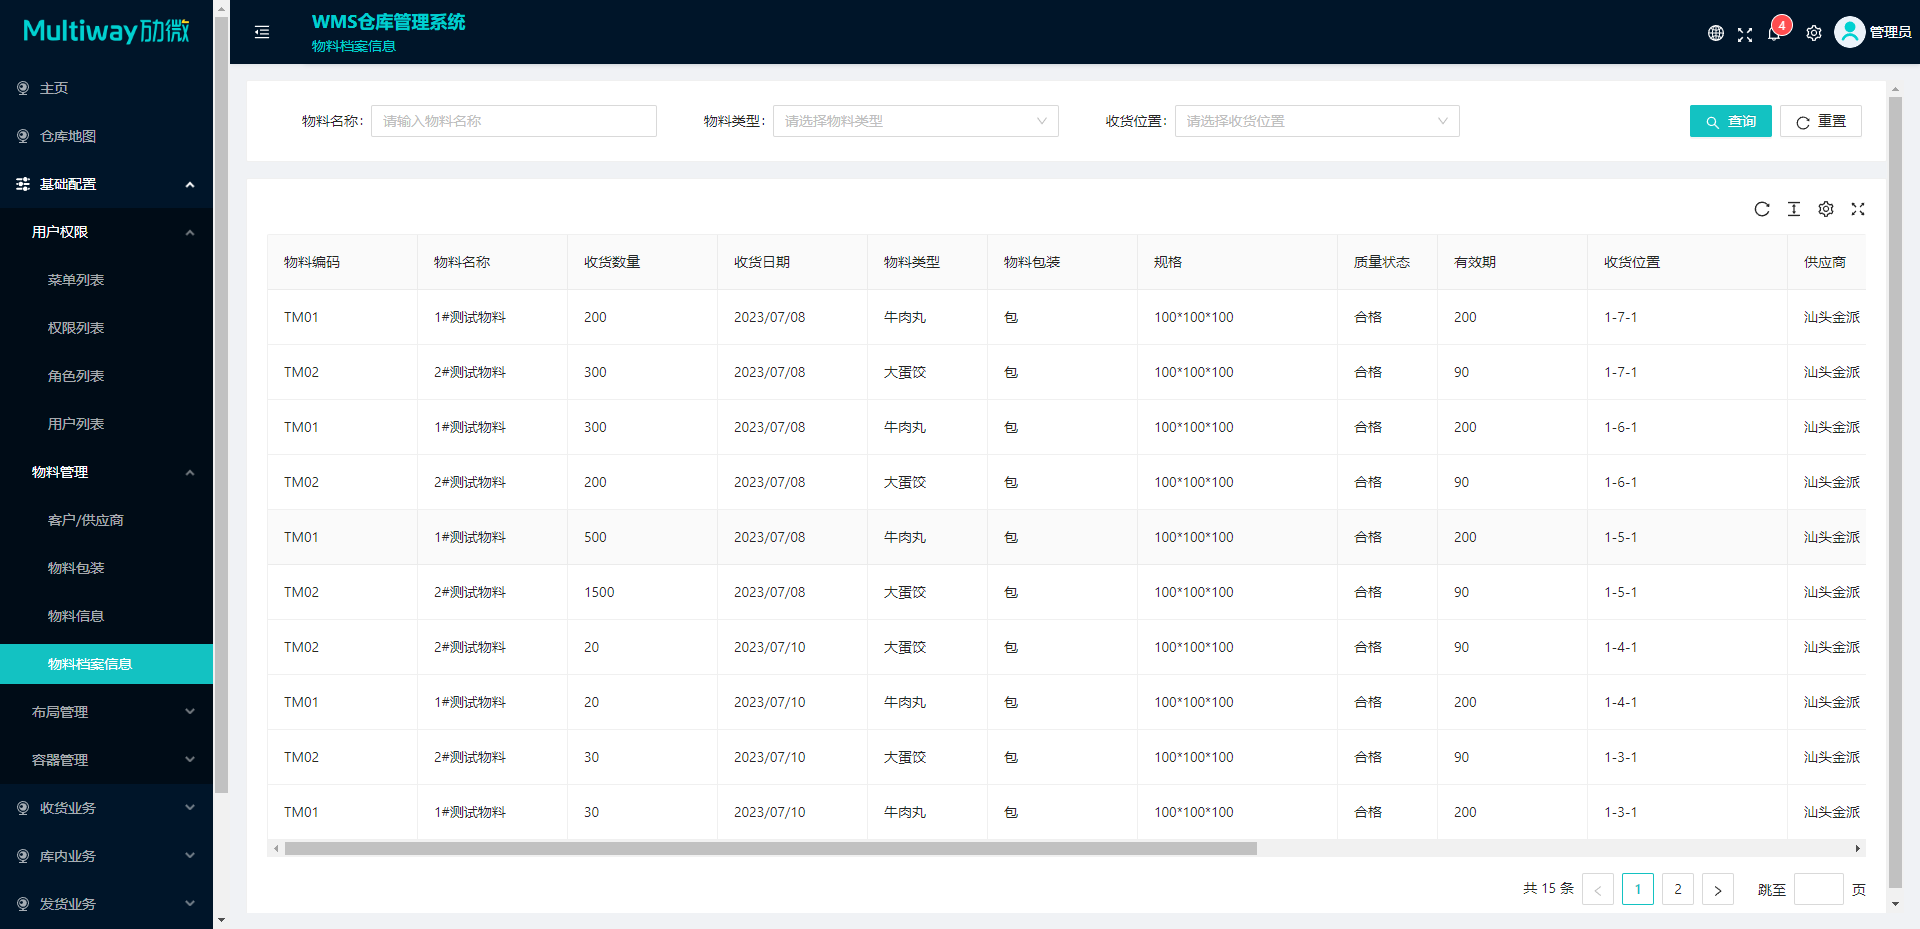 Multiway劢微
主页
仓库地图
基础配置
用户权限
菜单列表
权限列表
角色列表
用户列表
物料管理
客户/供应商
物料包装
物料信息
物料档案信息
布局管理
容器管理
收货业务
库内业务
发货业务
WMS仓库管理系统
物料档案信息
4
管理员
物料名称: 请输入物料名称 物料类型: 请选择物料类型 收货位置: 请选择收货位置 查询 重置
物料编码 物料名称 收货数量 收货日期 物料类型 物料包装 规格 质量状态 有效期 收货位置 供应商
TM01 1#测试物料 200 2023/07/08 牛肉丸 包 100*100*100 合格 200 1-7-1 汕头金派
TM02 2#测试物料 300 2023/07/08 大蛋饺 包 100*100*100 合格 90 1-7-1 汕头金派
TM01 1#测试物料 300 2023/07/08 牛肉丸 包 100*100*100 合格 200 1-6-1 汕头金派
TM02 2#测试物料 200 2023/07/08 大蛋饺 包 100*100*100 合格 90 1-6-1 汕头金派
TM01 1#测试物料 500 2023/07/08 牛肉丸 包 100*100*100 合格 200 1-5-1 汕头金派
TM02 2#测试物料 1500 2023/07/08 大蛋饺 包 100*100*100 合格 90 1-5-1 汕头金派
TM02 2#测试物料 20 2023/07/10 大蛋饺 包 100*100*100 合格 90 1-4-1 汕头金派
TM01 1#测试物料 20 2023/07/10 牛肉丸 包 100*100*100 合格 200 1-4-1 汕头金派
TM02 2#测试物料 30 2023/07/10 大蛋饺 包 100*100*100 合格 90 1-3-1 汕头金派
TM01 1#测试物料 30 2023/07/10 牛肉丸 包 100*100*100 合格 200 1-3-1 汕头金派
共 15 条 < 1 2 > 跳至 页